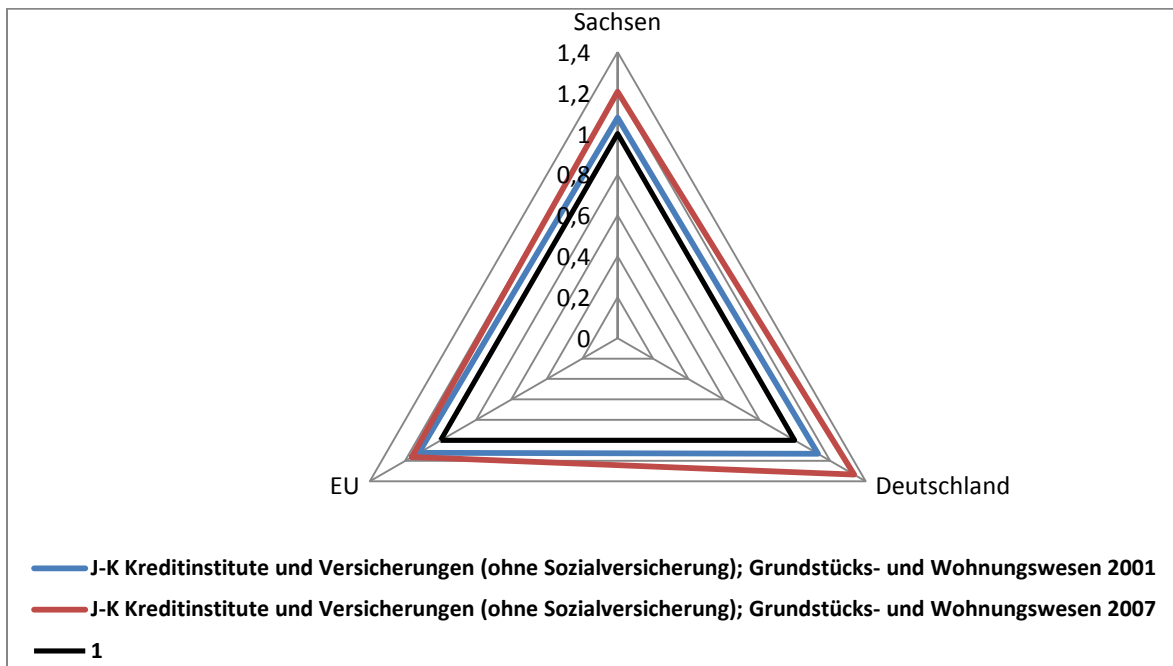 Sachsen
1,4
1,2
1
0,8
0,6
0,4
0,2
0
EU
Deutschland
J-K Kreditinstitute und Versicherungen (ohne Sozialversicherung); Grundstücks- und Wohnungswesen 2001
J-K Kreditinstitute und Versicherungen (ohne Sozialversicherung); Grundstücks- und Wohnungswesen 2007
1